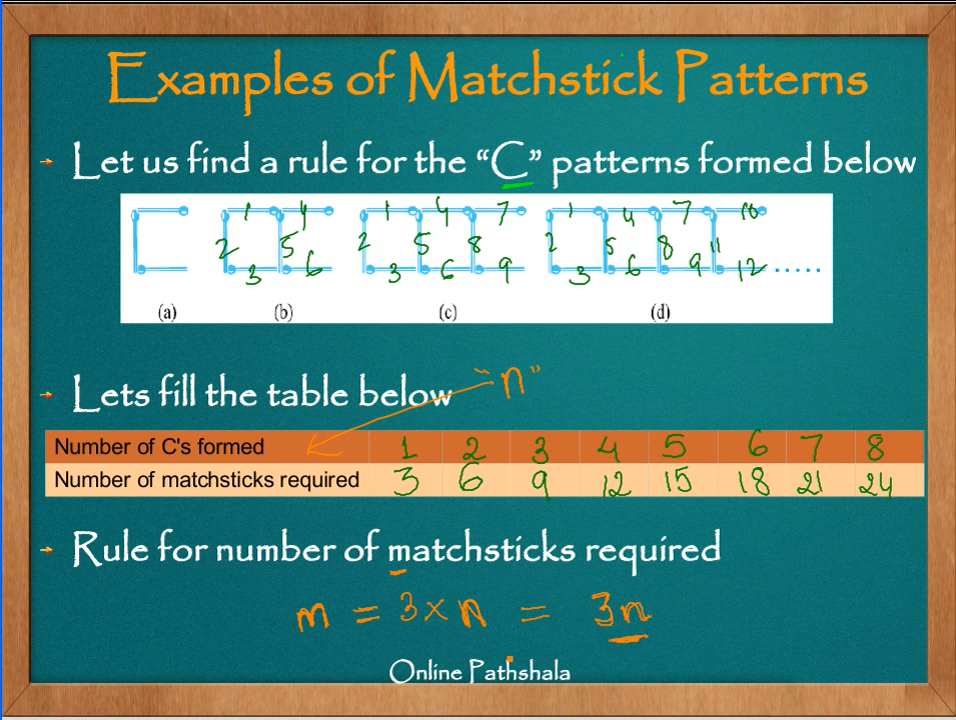 Examples of Matchstick Patterns
Let us find a rule for the “C” patterns formed below
1 4 1 4 7 1 4 7 10
2 5 2 5 8 2 5 8 11
3 6 3 6 9 3 6 9 12 .....
(a) (b) (c) (d)
Lets fill the table below "n"
Number of C's formed 1 2 3 4 5 6 7 8
Number of matchsticks required 3 6 9 12 15 18 21 24
Rule for number of matchsticks required
m = 3 × n = 3n
Online Pathshala